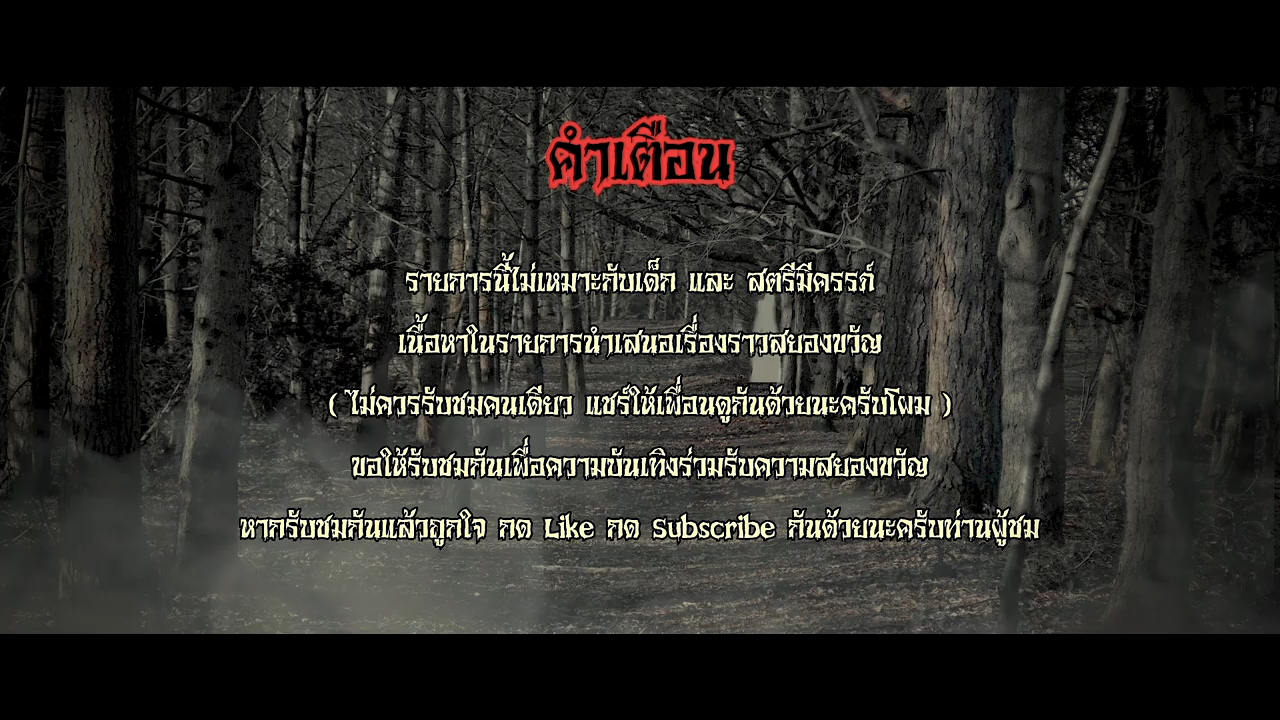 คำเตือน
รายการนี้ไม่เหมาะกับเด็ก และ สตรีมีครรภ์
เนื้อหาในรายการนำเสนอเรื่องราวสยองขวัญ
( ไม่ควรรับชมคนเดียว แชร์ให้เพื่อนดูกันด้วยนะครับโผม )
ขอให้รับชมกันเพื่อความบันเทิงร่วมรับความสยองขวัญ
หากรับชมกันแล้วถูกใจ กด Like กด Subscribe กันด้วยนะครับท่านผู้ชม